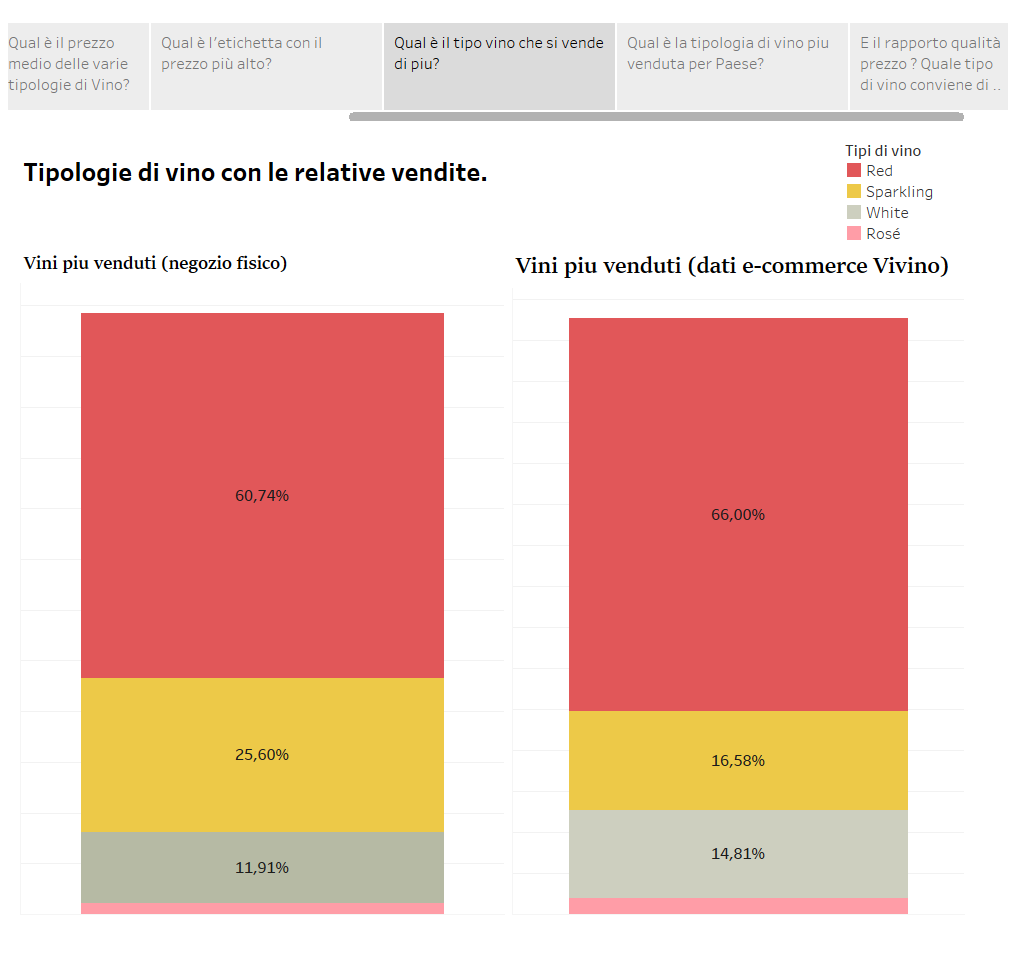 Qual è il prezzo
medio delle varie
tipologie di Vino?
Qual è l'etichetta con il
prezzo più alto?
Qual è il tipo vino che si vende
di piu?
Qual è la tipologia di vino piu
venduta per Paese?
E il rapporto qualità
prezzo ? Quale tipo
di vino conviene di ..
Tipologie di vino con le relative vendite.
Tipi di vino
Red
Sparkling
White
Rosé
Vini piu venduti (negozio fisico)
60,74%
25,60%
11,91%
Vini piu venduti (dati e-commerce Vivino)
66,00%
16,58%
14,81%